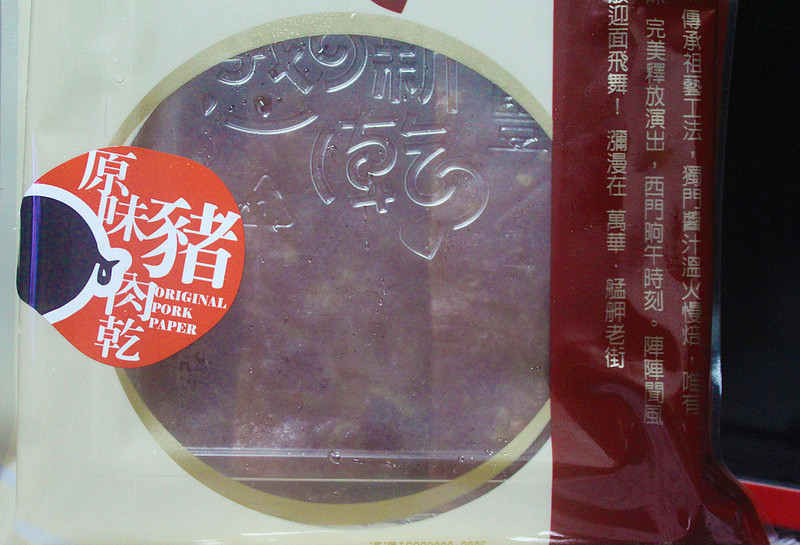 原味
豬
肉乾
ORIGINAL
PORK
PAPER
新
乾
傳承祖藝工法，獨門醬汁溫火慢焙，唯有
完美釋放演出，西門晌午時刻。陣陣聞風
迎面飛舞！瀰漫在 萬華 艋舺老街